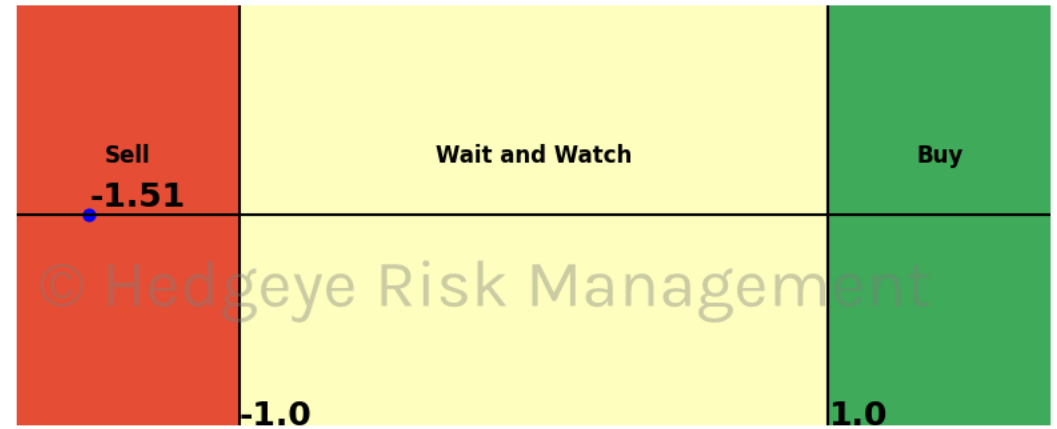 Sell
Wait and Watch
Buy
-1.51
© Hedgeye Risk Management
-1.0
1.0